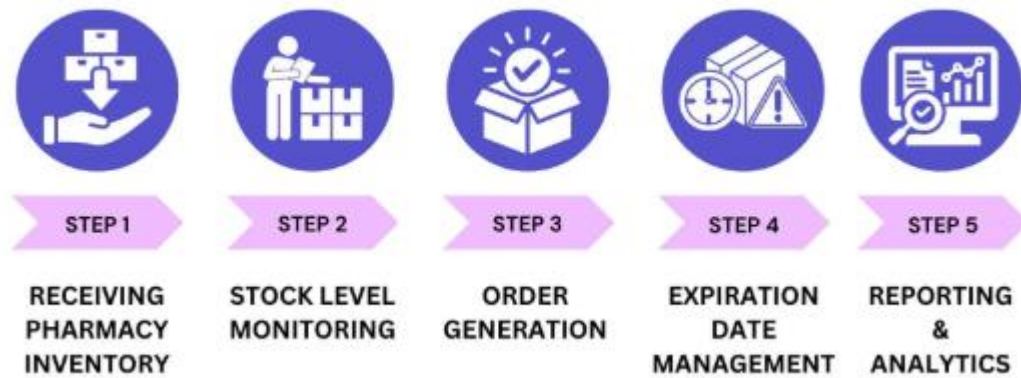 STEP 1
STEP 2
STEP 3
STEP 4
STEP 5
RECEIVING
PHARMACY
INVENTORY
STOCK LEVEL
MONITORING
ORDER
GENERATION
EXPIRATION
DATE
MANAGEMENT
REPORTING
&
ANALYTICS